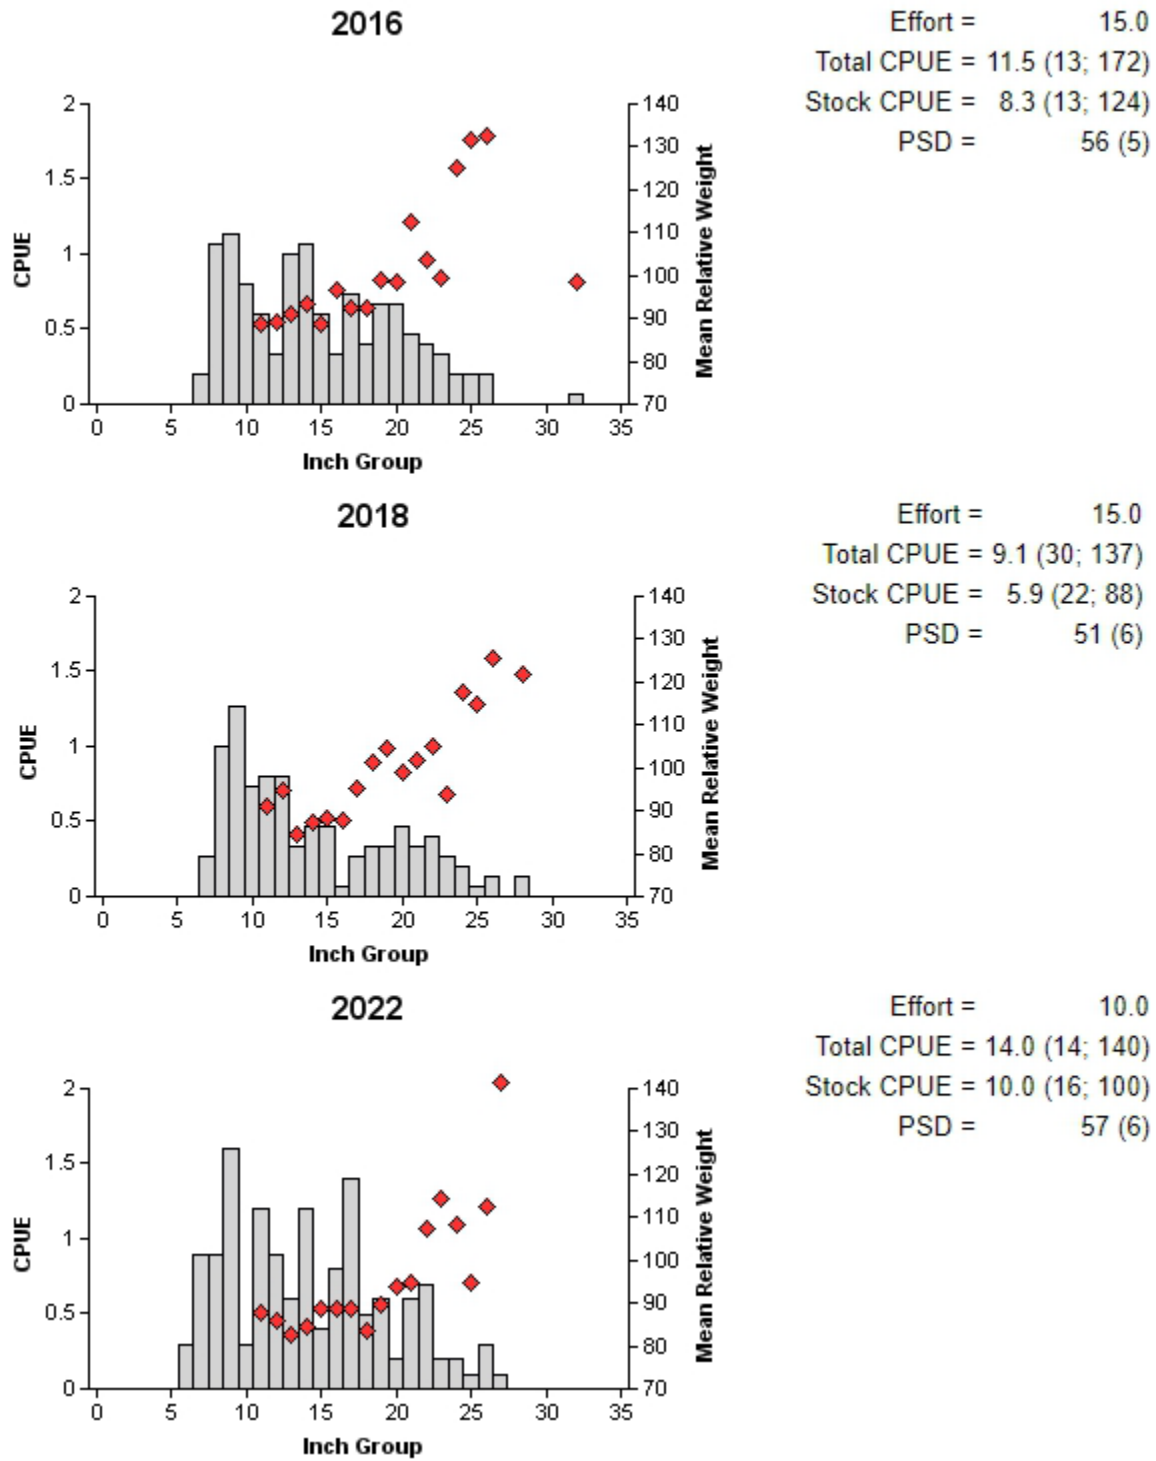 2016
Effort = 15.0
Total CPUE = 11.5 (13; 172)
Stock CPUE = 8.3 (13; 124)
PSD = 56 (5)
2
1.5
1
0.5
0
CPUE
140
130
120
110
100
90
80
70
Mean Relative Weight
0 5 10 15 20 25 30 35
Inch Group
2018
Effort = 15.0
Total CPUE = 9.1 (30; 137)
Stock CPUE = 5.9 (22; 88)
PSD = 51 (6)
2
1.5
1
0.5
0
CPUE
140
130
120
110
100
90
80
70
Mean Relative Weight
0 5 10 15 20 25 30 35
Inch Group
2022
Effort = 10.0
Total CPUE = 14.0 (14; 140)
Stock CPUE = 10.0 (16; 100)
PSD = 57 (6)
2
1.5
1
0.5
0
CPUE
140
130
120
110
100
90
80
70
Mean Relative Weight
0 5 10 15 20 25 30 35
Inch Group